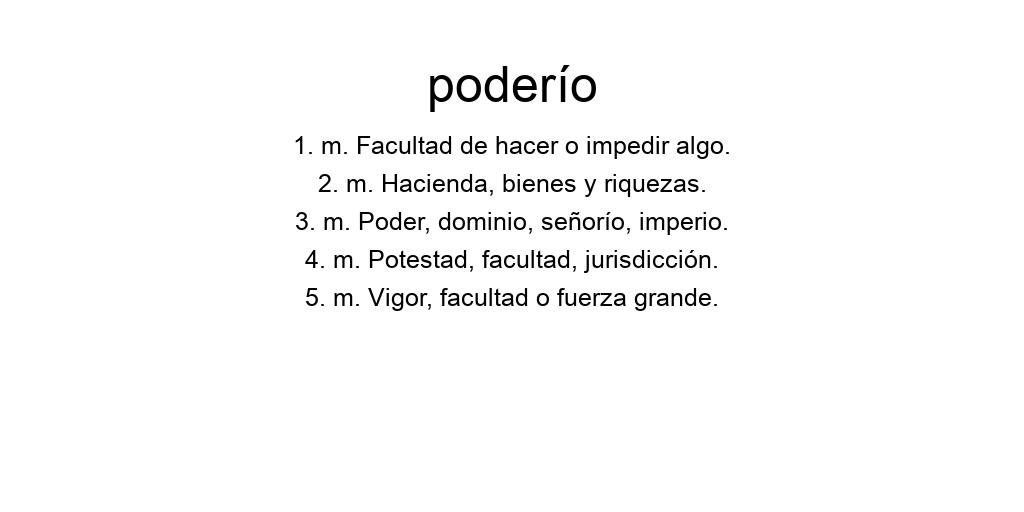 poderío
1. m. Facultad de hacer o impedir algo.
2. m. Hacienda, bienes y riquezas.
3. m. Poder, dominio, señorío, imperio.
4. m. Potestad, facultad, jurisdicción.
5. m. Vigor, facultad o fuerza grande.